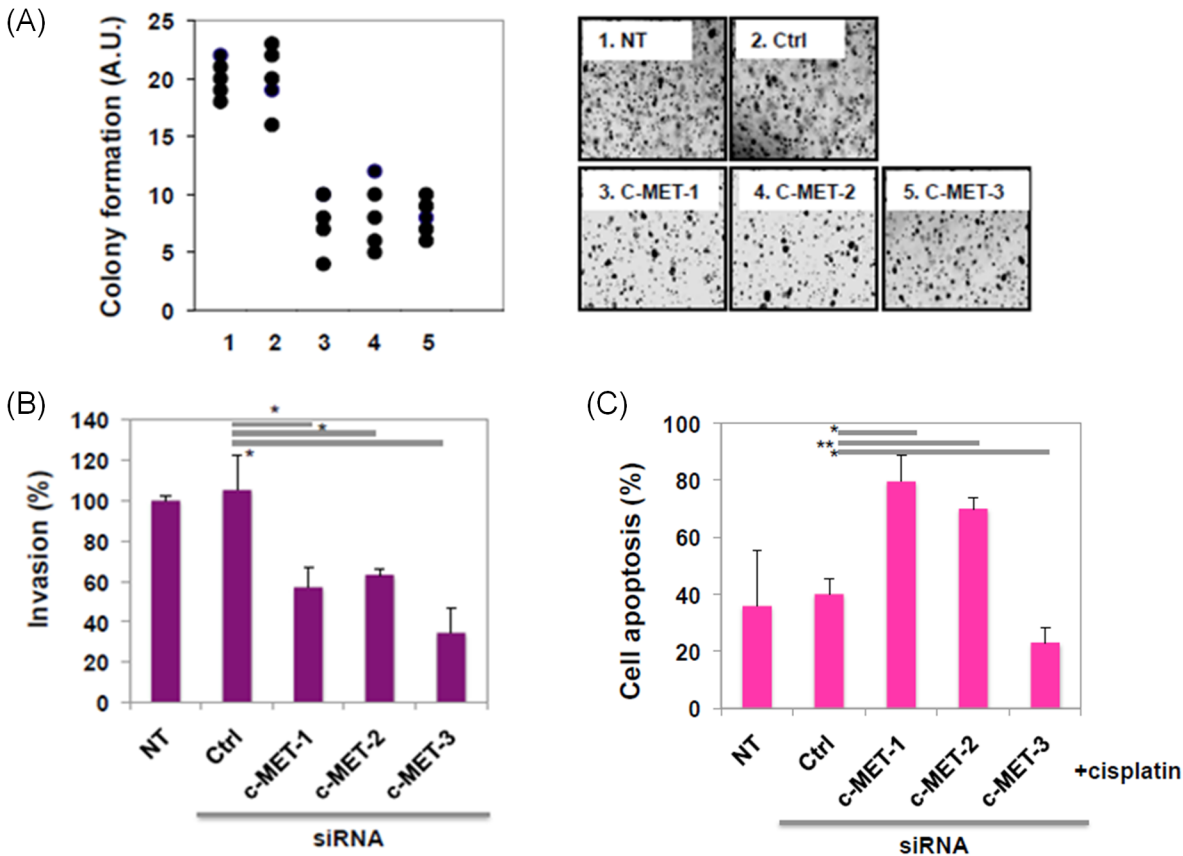 (A)
Colony formation (A.U.)
25
20
15
10
5
0
1 2 3 4 5
1. NT
2. Ctrl
3. C-MET-1
4. C-MET-2
5. C-MET-3
(B)
Invasion (%)
140
120
100
80
60
40
20
0
*
*
*
NT
Ctrl
c-MET-1
c-MET-2
c-MET-3
siRNA
(C)
Cell apoptosis (%)
100
80
60
40
20
0
*
**
*
NT
Ctrl
c-MET-1
c-MET-2
c-MET-3
+cisplatin
siRNA